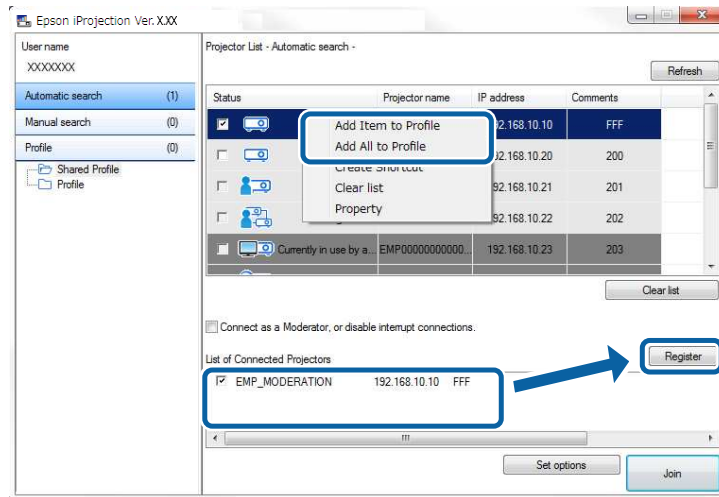 Epson iProjection Ver. X.XX
User name
XXXXXXX
Automatic search (1)
Manual search (0)
Profile (0)
Shared Profile
Profile
Projector List - Automatic search -
Refresh
Status Projector name IP address Comments
92.168.10.10 FFF
Add Item to Profile
Add All to Profile
192.168.10.20 200
Create Shortcut
Clear list
192.168.10.21 201
Property
192.168.10.22 202
Currently in use by a... EMP00000000000... 192.168.10.23 203
Clear list
Connect as a Moderator, or disable interrupt connections.
List of Connected Projectors
Register
EMP_MODERATION 192.168.10.10 FFF
Set options
Join